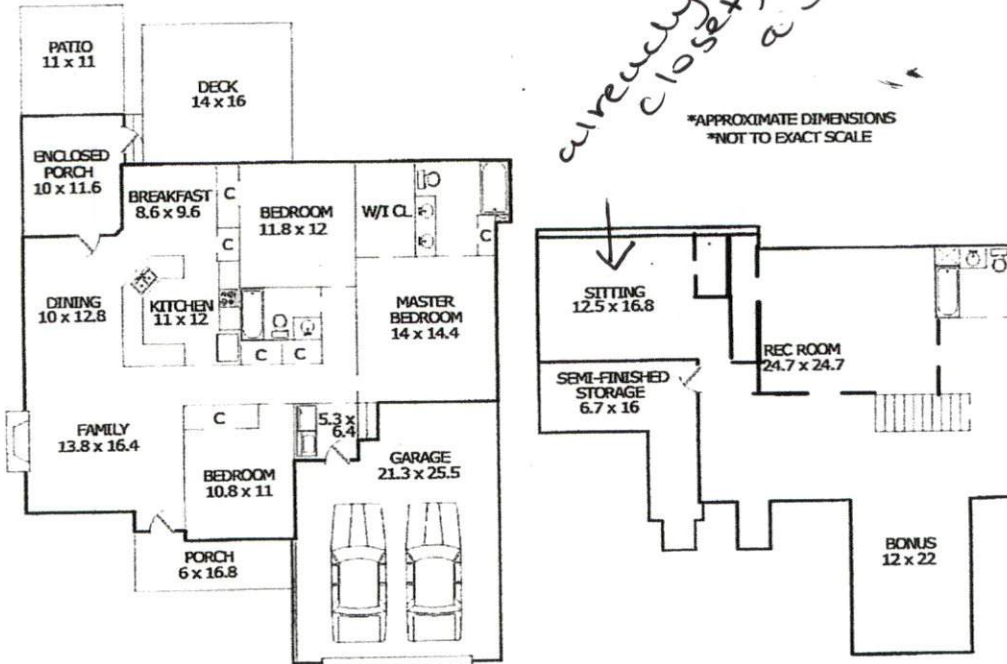 already
closet,
a
*APPROXIMATE DIMENSIONS
*NOT TO EXACT SCALE
PATIO
11 x 11
DECK
14 x 16
ENCLOSED
PORCH
10 x 11.6
BREAKFAST
8.6 x 9.6
C
C
BEDROOM
11.8 x 12
W/I CL
C
DINING
10 x 12.8
KITCHEN
11 x 12
MASTER
BEDROOM
14 x 14.4
C
C
FAMILY
13.8 x 16.4
C
BEDROOM
10.8 x 11
5.3 x
6.4
GARAGE
21.3 x 25.5
PORCH
6 x 16.8
SITTING
12.5 x 16.8
REC ROOM
24.7 x 24.7
SEMI-FINISHED
STORAGE
6.7 x 16
BONUS
12 x 22